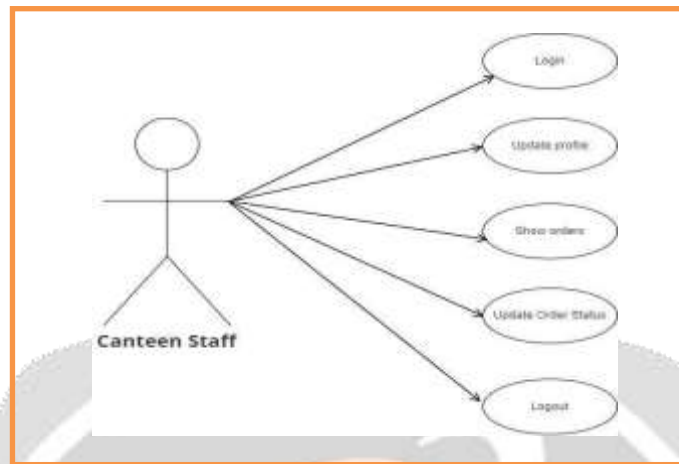 Login
Update profile
Show orders
Update Order Status
Canteen Staff
Logout